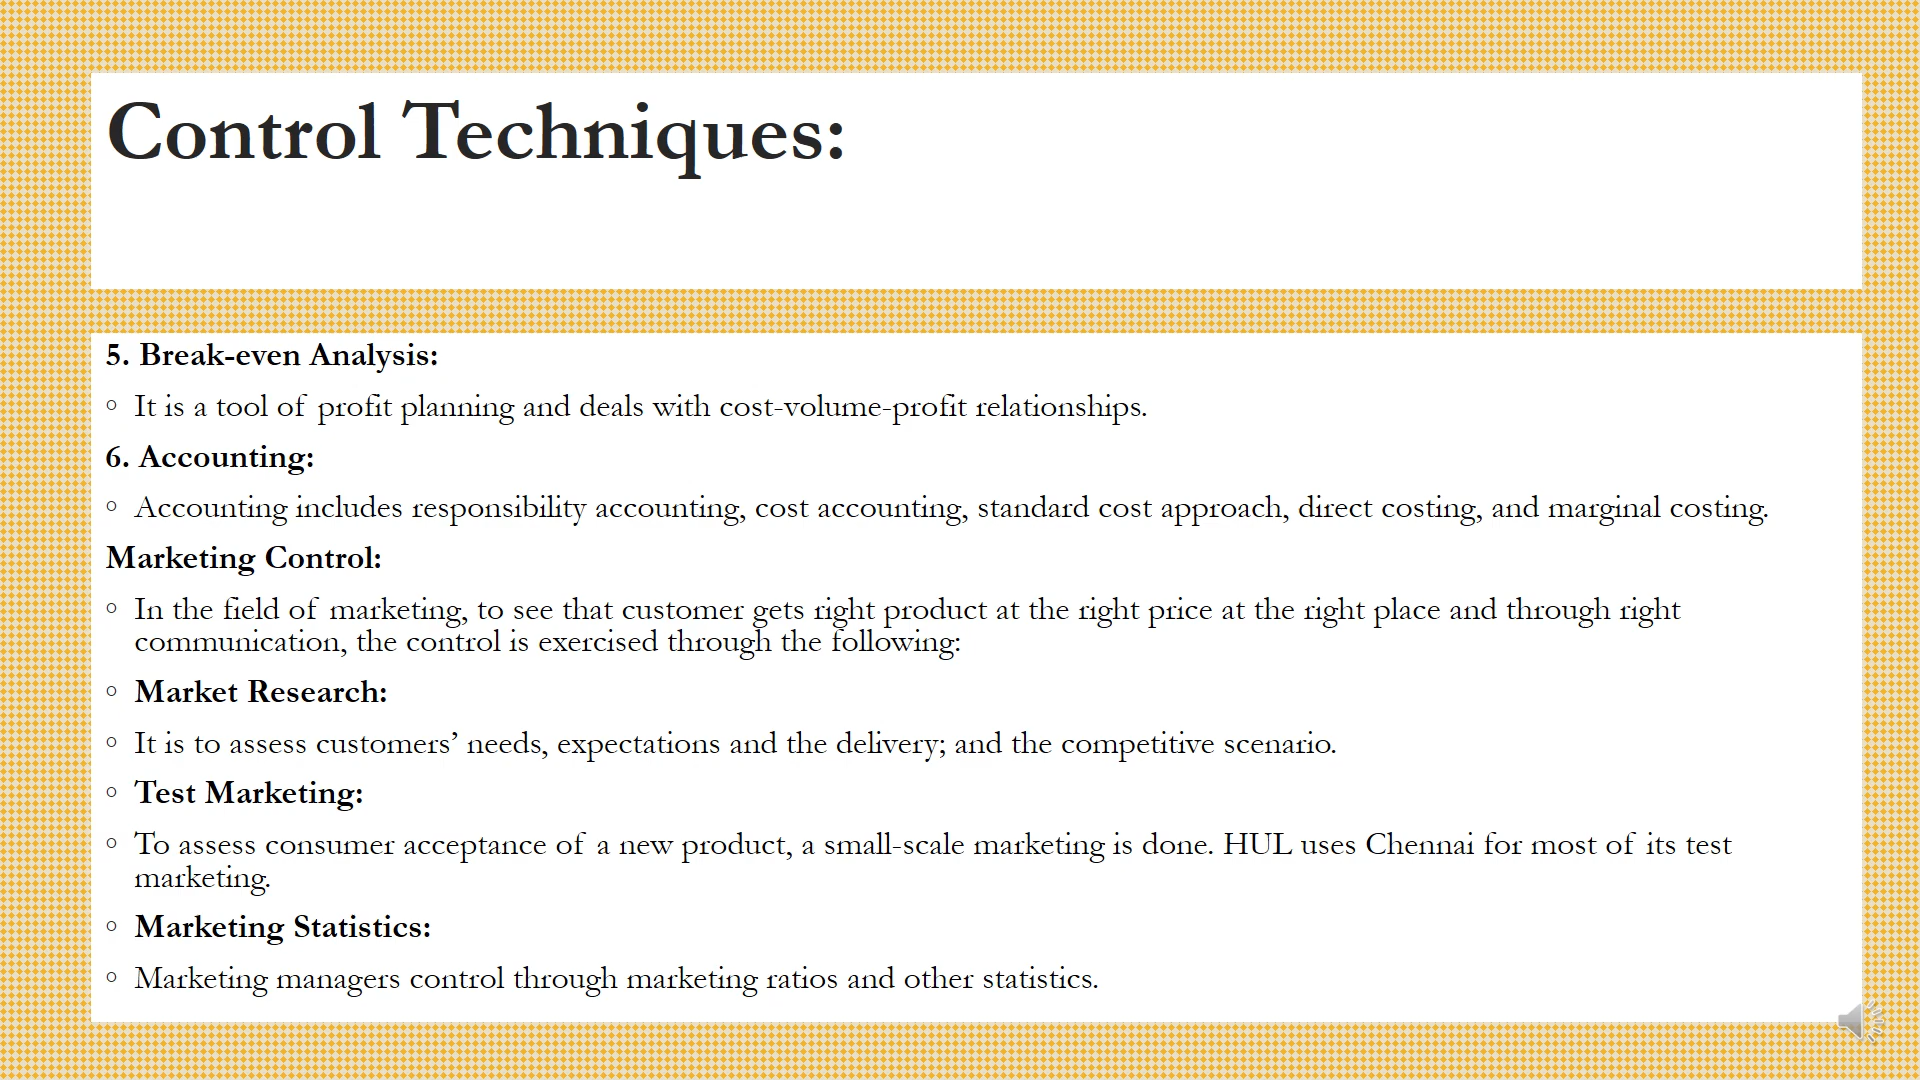 Control Techniques:
5. Break-even Analysis:
○ It is a tool of profit planning and deals with cost-volume-profit relationships.
6. Accounting:
○ Accounting includes responsibility accounting, cost accounting, standard cost approach, direct costing, and marginal costing.
Marketing Control:
○ In the field of marketing, to see that customer gets right product at the right price at the right place and through right
communication, the control is exercised through the following:
○ Market Research:
○ It is to assess customers’ needs, expectations and the delivery; and the competitive scenario.
○ Test Marketing:
○ To assess consumer acceptance of a new product, a small-scale marketing is done. HUL uses Chennai for most of its test
marketing.
○ Marketing Statistics:
○ Marketing managers control through marketing ratios and other statistics.